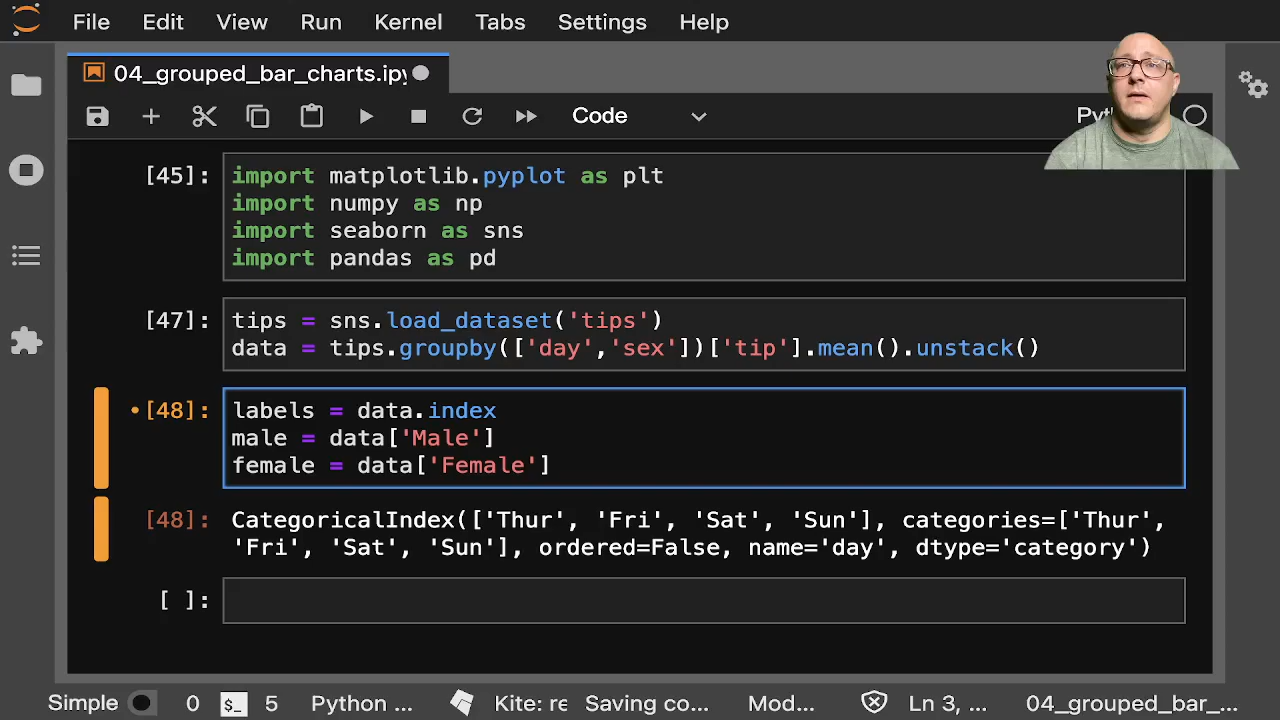 File Edit View Run Kernel Tabs Settings Help
04_grouped_bar_charts.ipy
Code
[45]:
import matplotlib.pyplot as plt
import numpy as np
import seaborn as sns
import pandas as pd
[47]:
tips = sns.load_dataset('tips')
data = tips.groupby(['day','sex'])['tip'].mean().unstack()
[48]:
labels = data.index
male = data['Male']
female = data['Female']
[48]:
CategoricalIndex(['Thur', 'Fri', 'Sat', 'Sun'], categories=['Thur',
'Fri', 'Sat', 'Sun'], ordered=False, name='day', dtype='category')
[ ]:
Simple 0 $_ 5 Python ... Kite: re Saving co... Mod... Ln 3, ... 04_grouped_bar_...